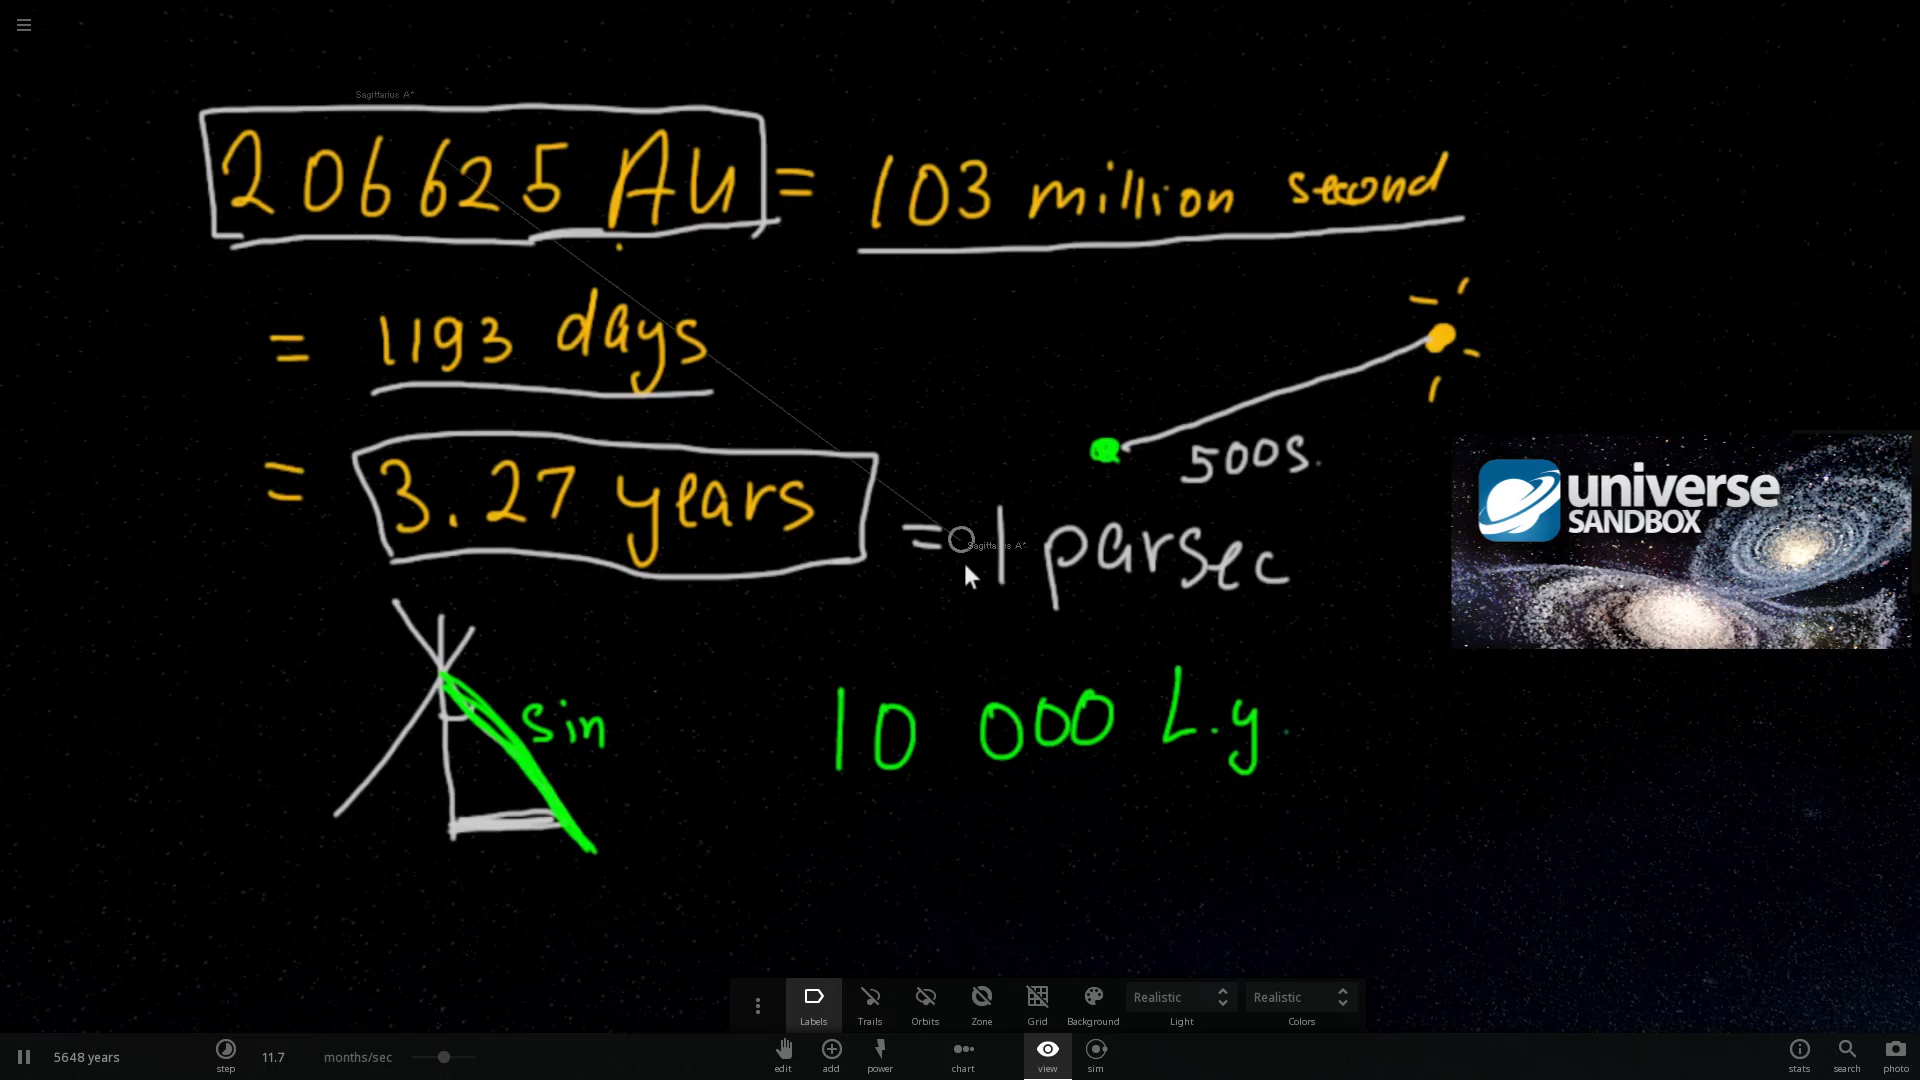 Sagittarius A*
206625 AU = 103 million second
= 1193 days
500s.
universe
SANDBOX
= 3.27 years = 1 parsec
Sagittarius A*
sin
10 000 L.y.
Labels Trails Orbits Zone Grid Background Realistic Light Realistic Colors
5648 years step 11.7 months/sec edit add power chart view sim stats search photo